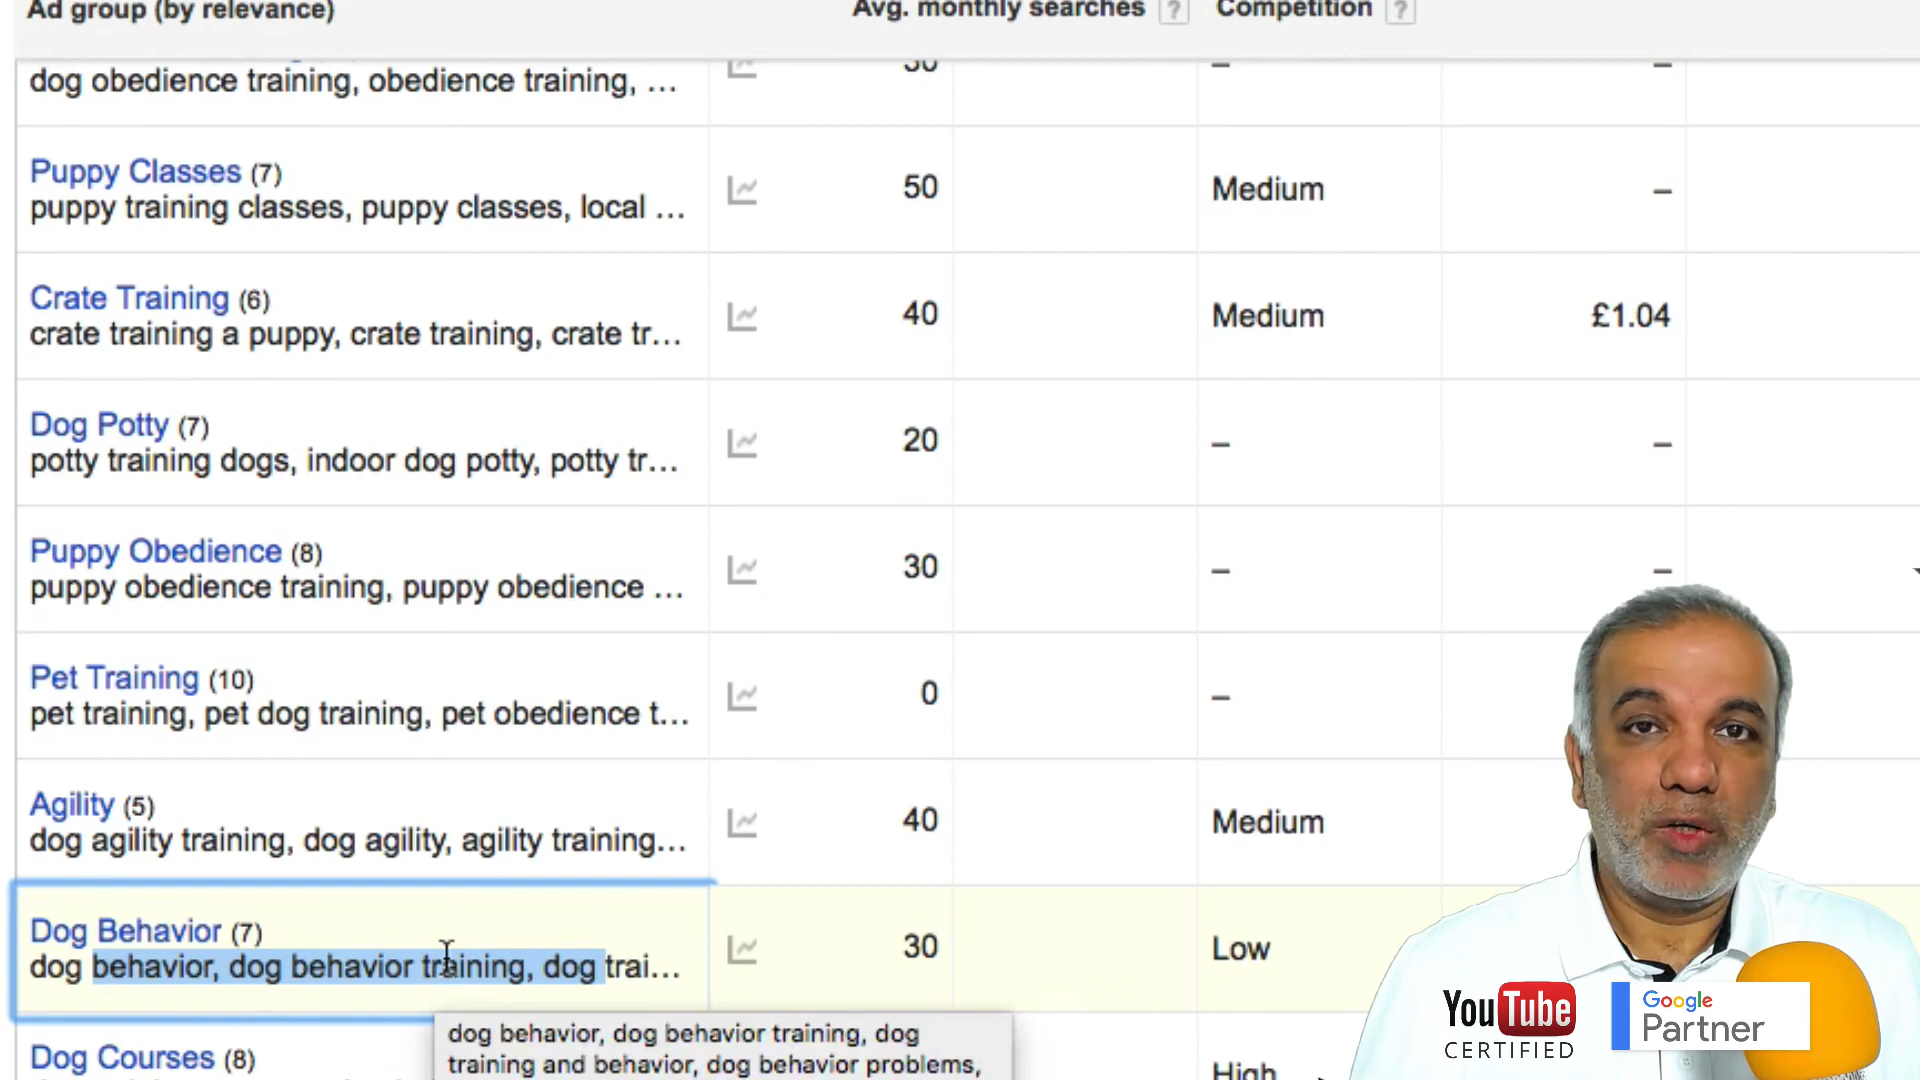 Ad group (by relevance) Avg. monthly searches ? Competition ?
dog obedience training, obedience training, ... 30 – –
Puppy Classes (7)
puppy training classes, puppy classes, local ... 50 Medium –
Crate Training (6)
crate training a puppy, crate training, crate tr... 40 Medium £1.04
Dog Potty (7)
potty training dogs, indoor dog potty, potty tr... 20 – –
Puppy Obedience (8)
puppy obedience training, puppy obedience ... 30 – –
Pet Training (10)
pet training, pet dog training, pet obedience t... 0 –
Agility (5)
dog agility training, dog agility, agility training... 40 Medium
Dog Behavior (7)
dog behavior, dog behavior training, dog trai... 30 Low
dog behavior, dog behavior training, dog
training and behavior, dog behavior problems,
Dog Courses (8) High
YouTube
CERTIFIED
Google
Partner